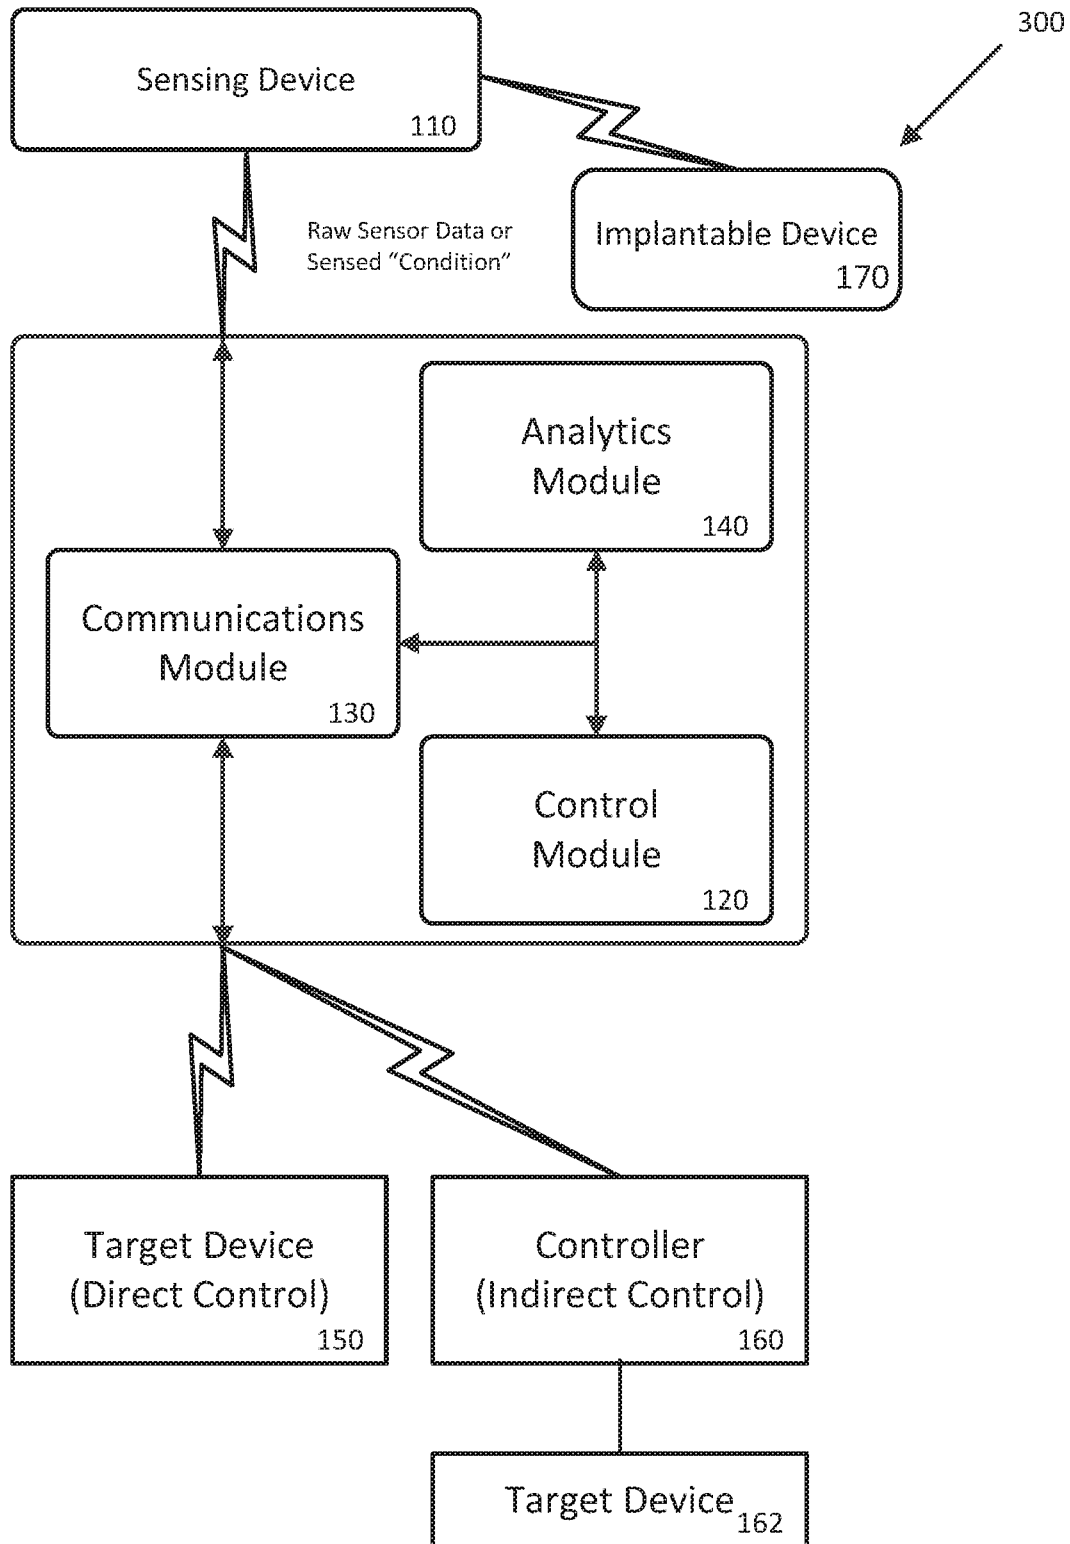 300
Sensing Device
110
Raw Sensor Data or
Sensed “Condition”
Implantable Device
170
Analytics
Module
140
Communications
Module
130
Control
Module
120
Target Device
(Direct Control)
150
Controller
(Indirect Control)
160
Target Device
162